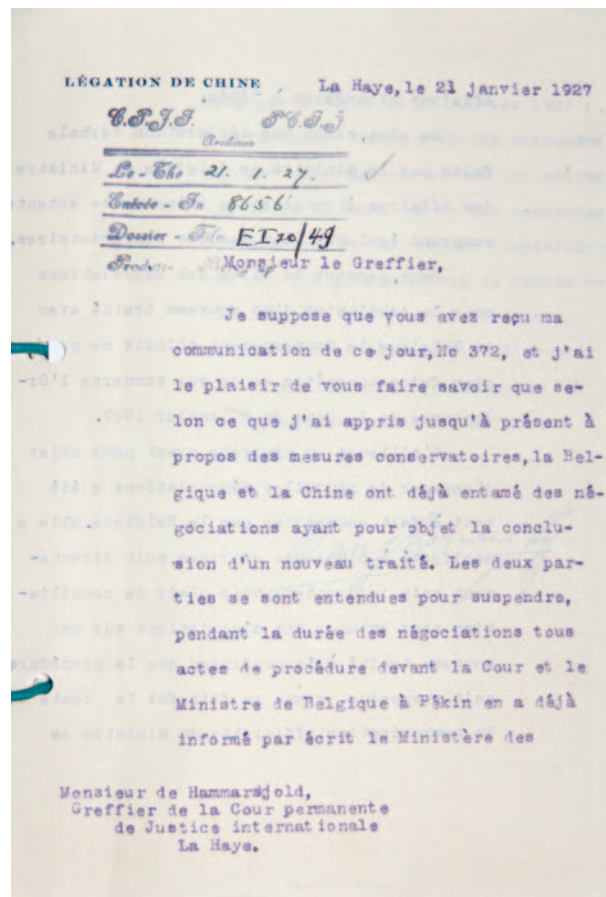 LÉGATION DE CHINE La Haye, le 21 janvier 1927
C.P.J.I. P.C.I.J.
Le - The 21. 1. 27.
Entrée - In 8656
Dossier - File E I 20/49
Monsieur le Greffier,
Je suppose que vous avez reçu ma
communication de ce jour, No 372, et j'ai
le plaisir de vous faire savoir que se-
lon ce que j'ai appris jusqu'à présent à
propos des mesures conservatoires, la Bel-
gique et la Chine ont déjà entamé des né-
gociations ayant pour objet la conclu-
sion d'un nouveau traité. Les deux par-
ties se sont entendues pour suspendre,
pendant la durée des négociations tous
actes de procédure devant la Cour et le
Ministre de Belgique à Pékin en a déjà
informé par écrit le Ministère des
Monsieur de Hammarsjold,
Greffier de la Cour permanente
de Justice internationale
La Haye.